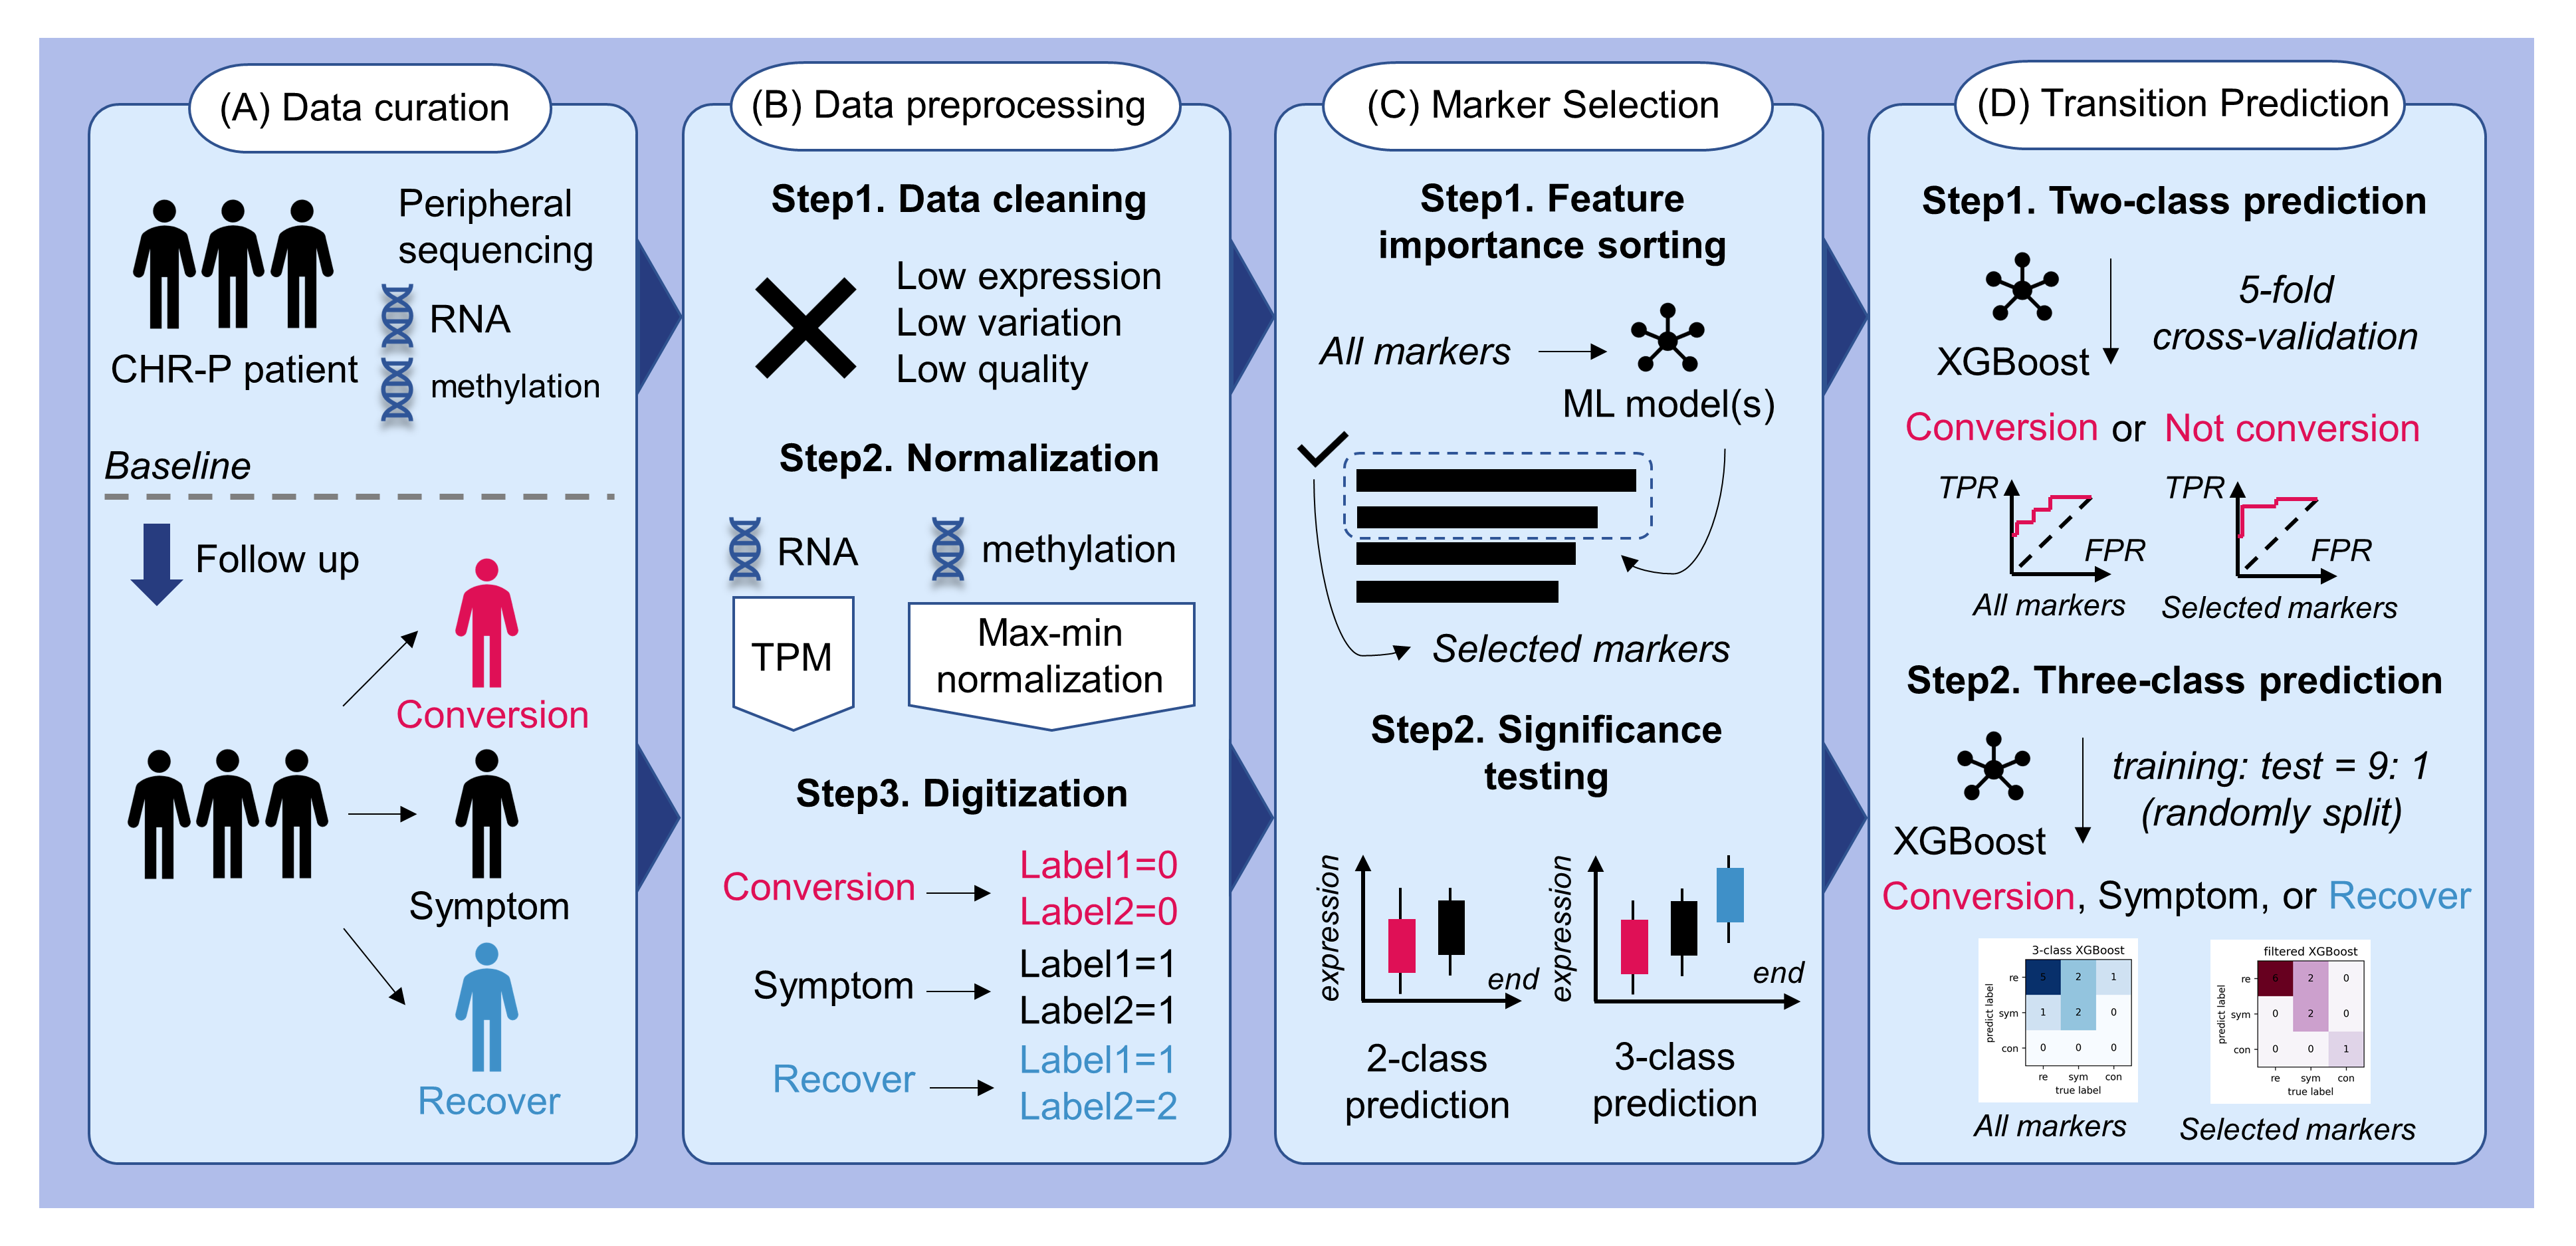 (A) Data curation
Peripheral
sequencing
RNA
methylation
CHR-P patient
Baseline
Follow up
Conversion
Symptom
Recover
(B) Data preprocessing
Step1. Data cleaning
Low expression
Low variation
Low quality
Step2. Normalization
RNA
methylation
TPM
Max-min
normalization
Step3. Digitization
Conversion
Label1=0
Label2=0
Symptom
Label1=1
Label2=1
Recover
Label1=1
Label2=2
(C) Marker Selection
Step1. Feature
importance sorting
All markers
ML model(s)
Selected markers
Step2. Significance
testing
expression
end
2-class
prediction
expression
end
3-class
prediction
(D) Transition Prediction
Step1. Two-class prediction
XGBoost
5-fold
cross-validation
Conversion or Not conversion
TPR
FPR
All markers
TPR
FPR
Selected markers
Step2. Three-class prediction
XGBoost
training: test = 9: 1
(randomly split)
Conversion, Symptom, or Recover
3-class XGBoost
predict label
re 5 2 1
sym 1 2 0
con 0 0 0
re sym con
true label
All markers
filtered XGBoost
predict label
re 6 2 0
sym 0 2 0
con 0 0 1
re sym con
true label
Selected markers